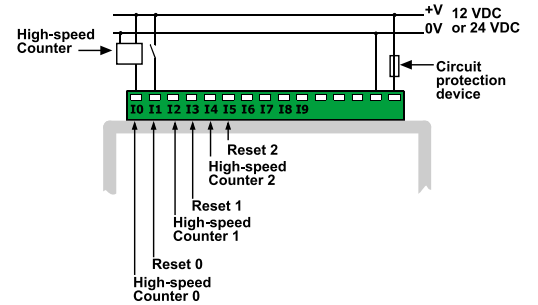 +V 12 VDC
0V or 24 VDC
High-speed
Counter
Circuit
protection
device
I0 I1 I2 I3 I4 I5 I6 I7 I8 I9
Reset 2
High-speed
Counter 2
Reset 1
High-speed
Counter 1
Reset 0
High-speed
Counter 0